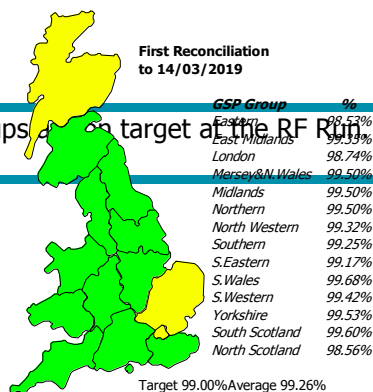 First Reconciliation
to 14/03/2019
GSP Group %
ups target at the RF Run.
Eastern 98.53%
East Midlands 99.35%
London 98.74%
Mersey&N.Wales 99.50%
Midlands 99.50%
Northern 99.50%
North Western 99.32%
Southern 99.25%
S.Eastern 99.17%
S.Wales 99.68%
S.Western 99.42%
Yorkshire 99.53%
South Scotland 99.60%
North Scotland 98.56%
Target 99.00%Average 99.26%